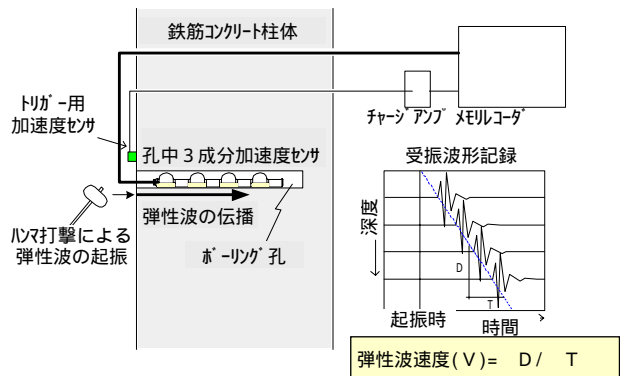 鉄筋コンクリート柱体
トリガー用
加速度センサ
チャージアンプ メモリレコーダ
孔中3成分加速度センサ
弾性波の伝播
ハンマ打撃による
弾性波の起振
ボーリング孔
受振波形記録
深度
D
T
起振時
時間
弾性波速度(V)= D/ T